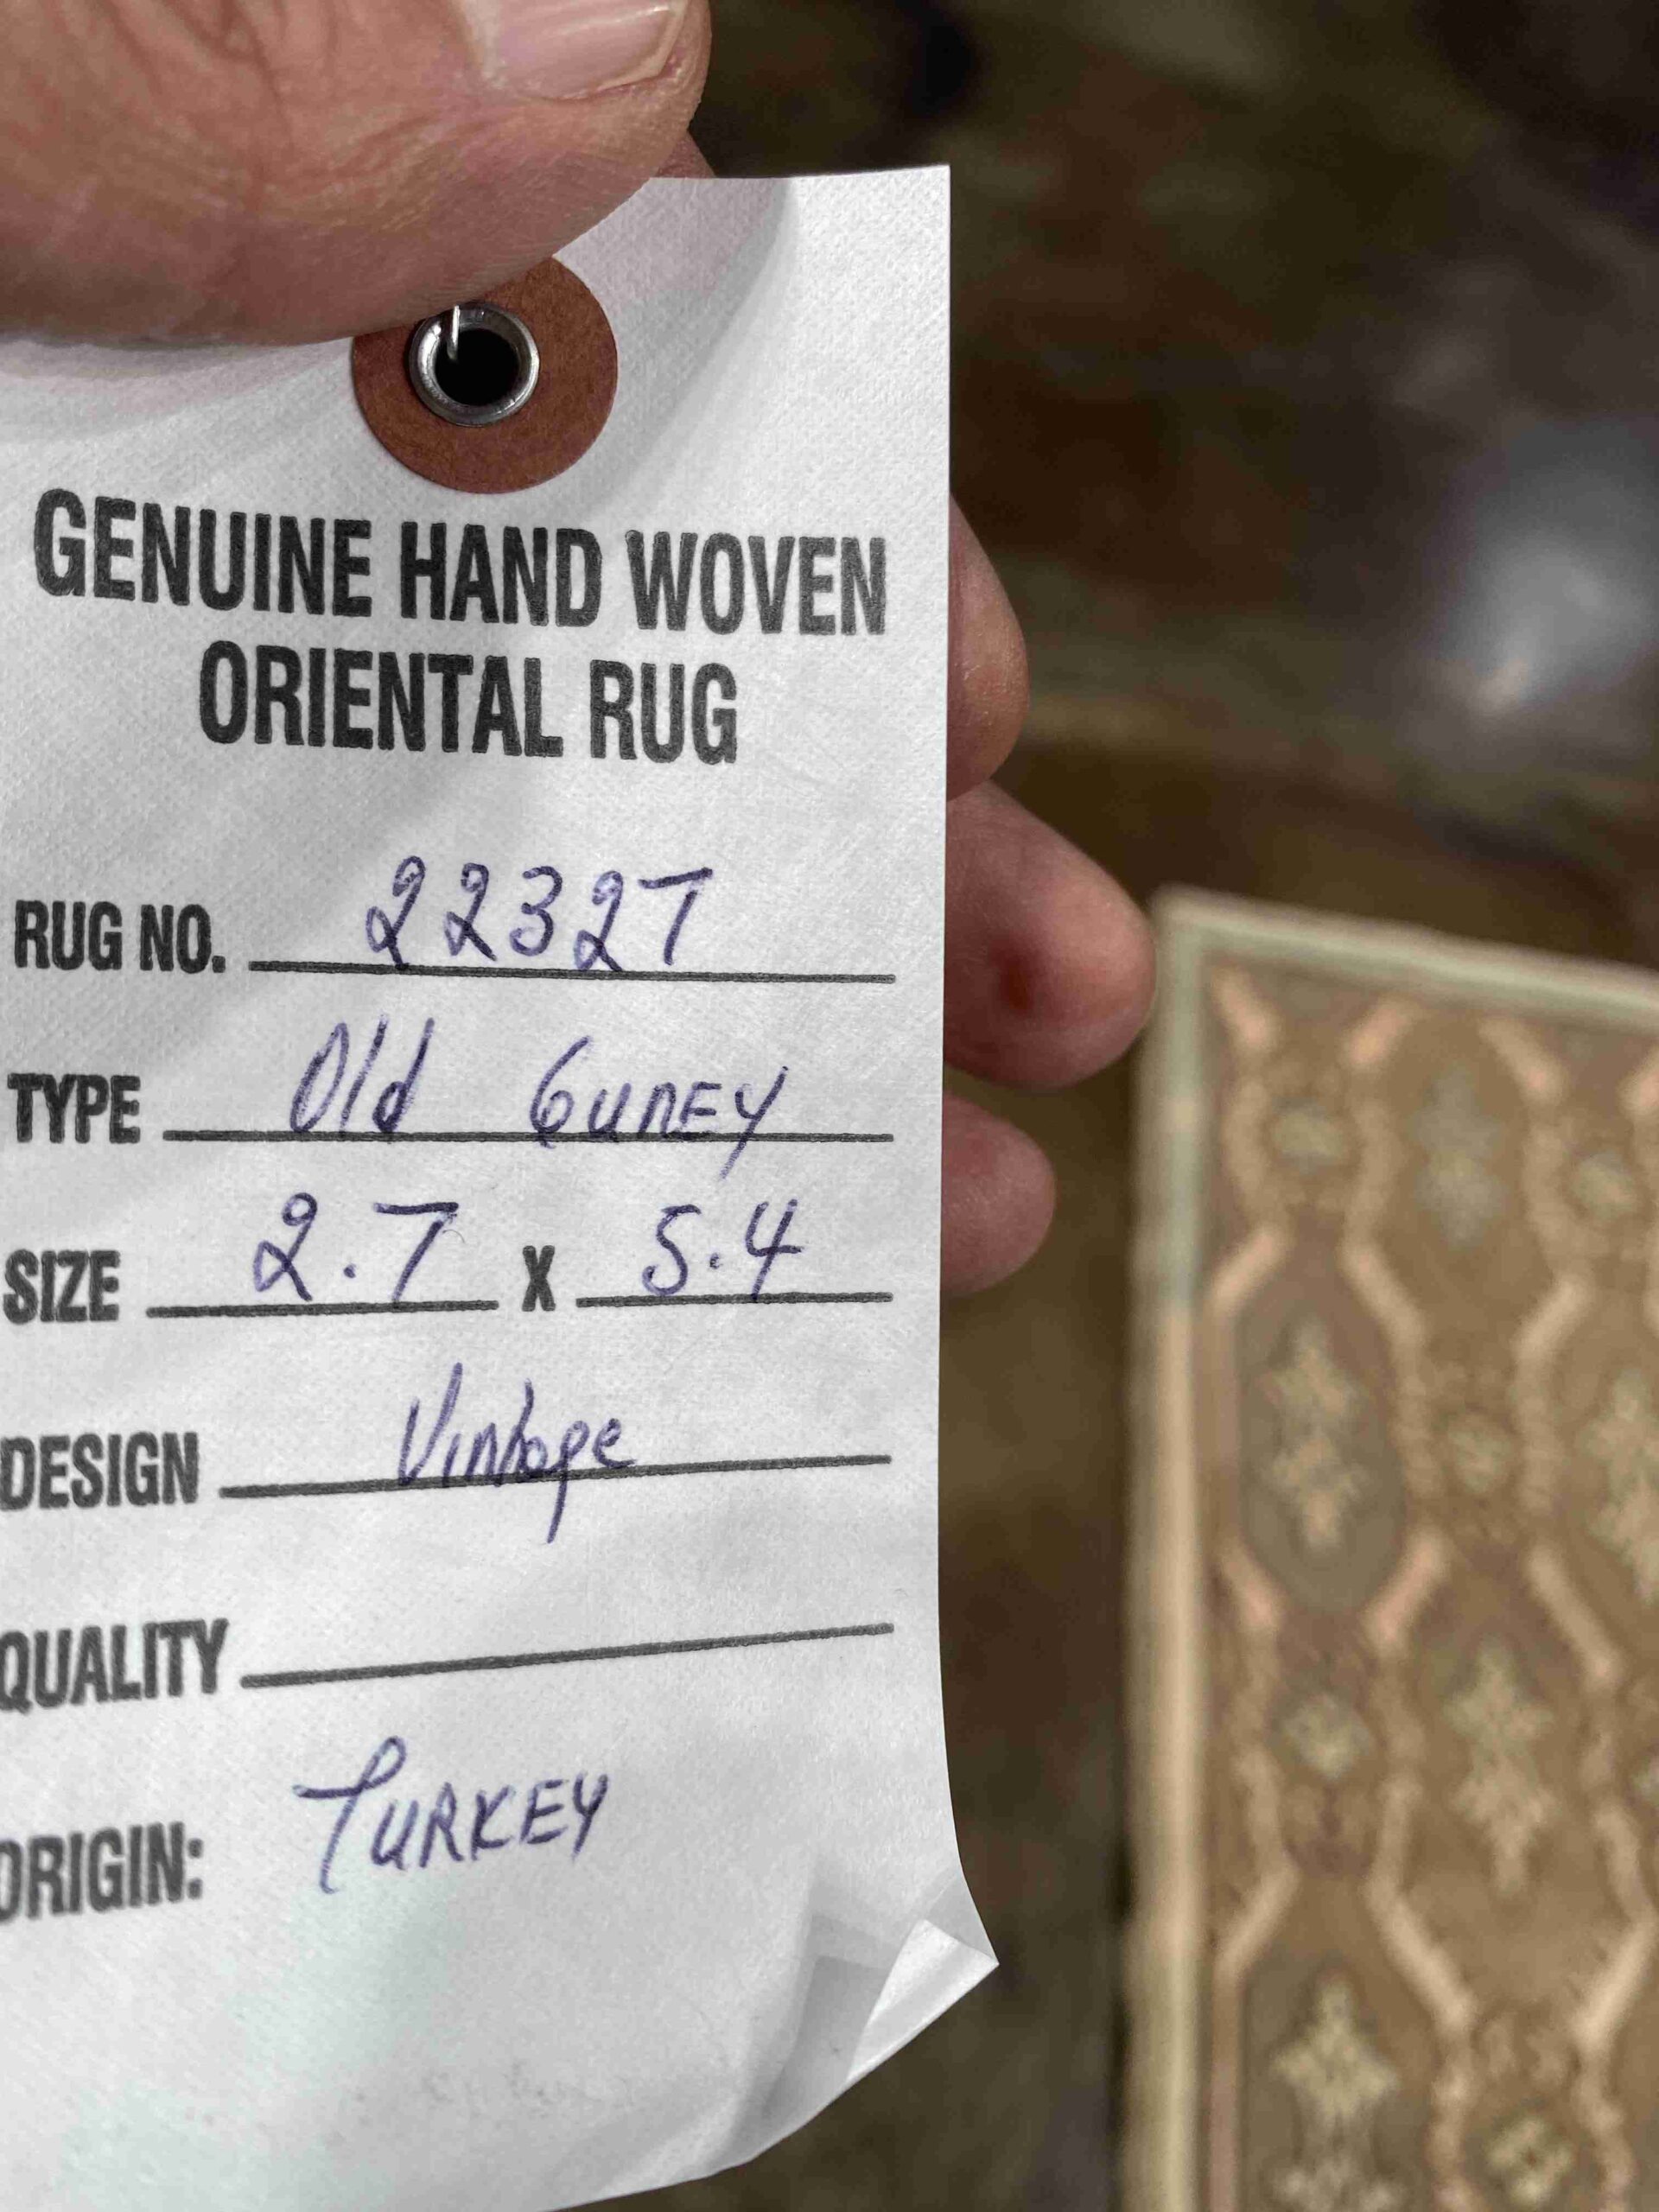 GENUINE HAND WOVEN
ORIENTAL RUG
RUG NO. 22327
TYPE Old GUNEY
SIZE 2.7 X 5.4
DESIGN Vintage
QUALITY
ORIGIN: TURKEY